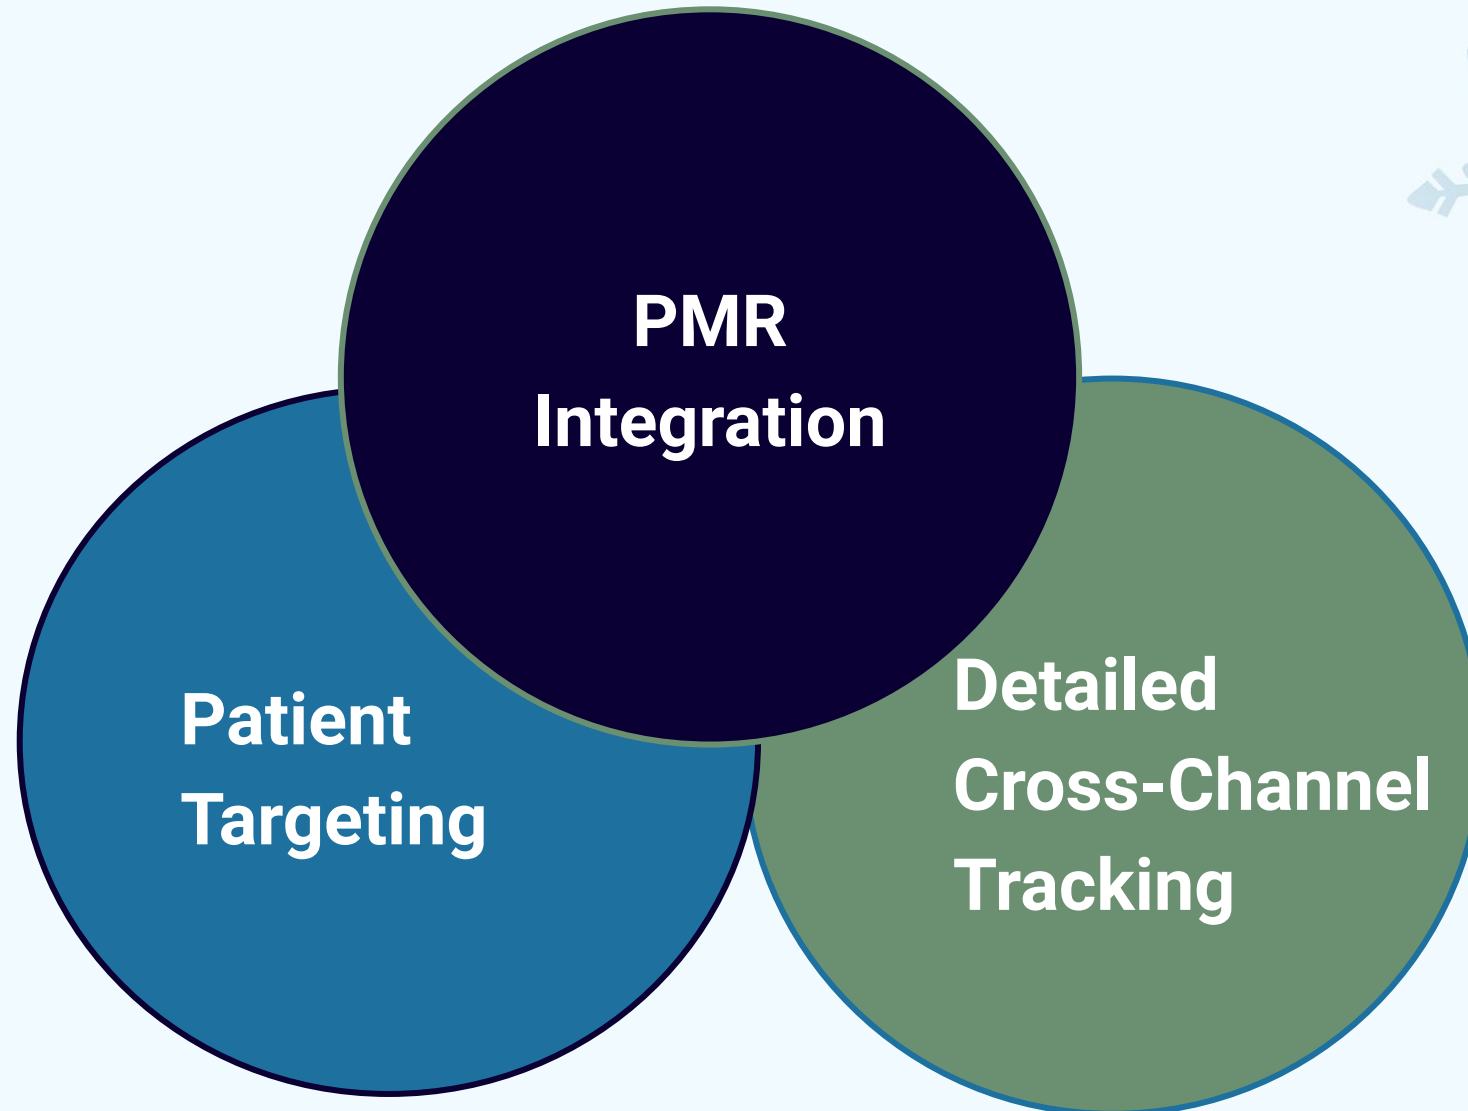 PMR
Integration
Patient
Targeting
Detailed
Cross-Channel
Tracking